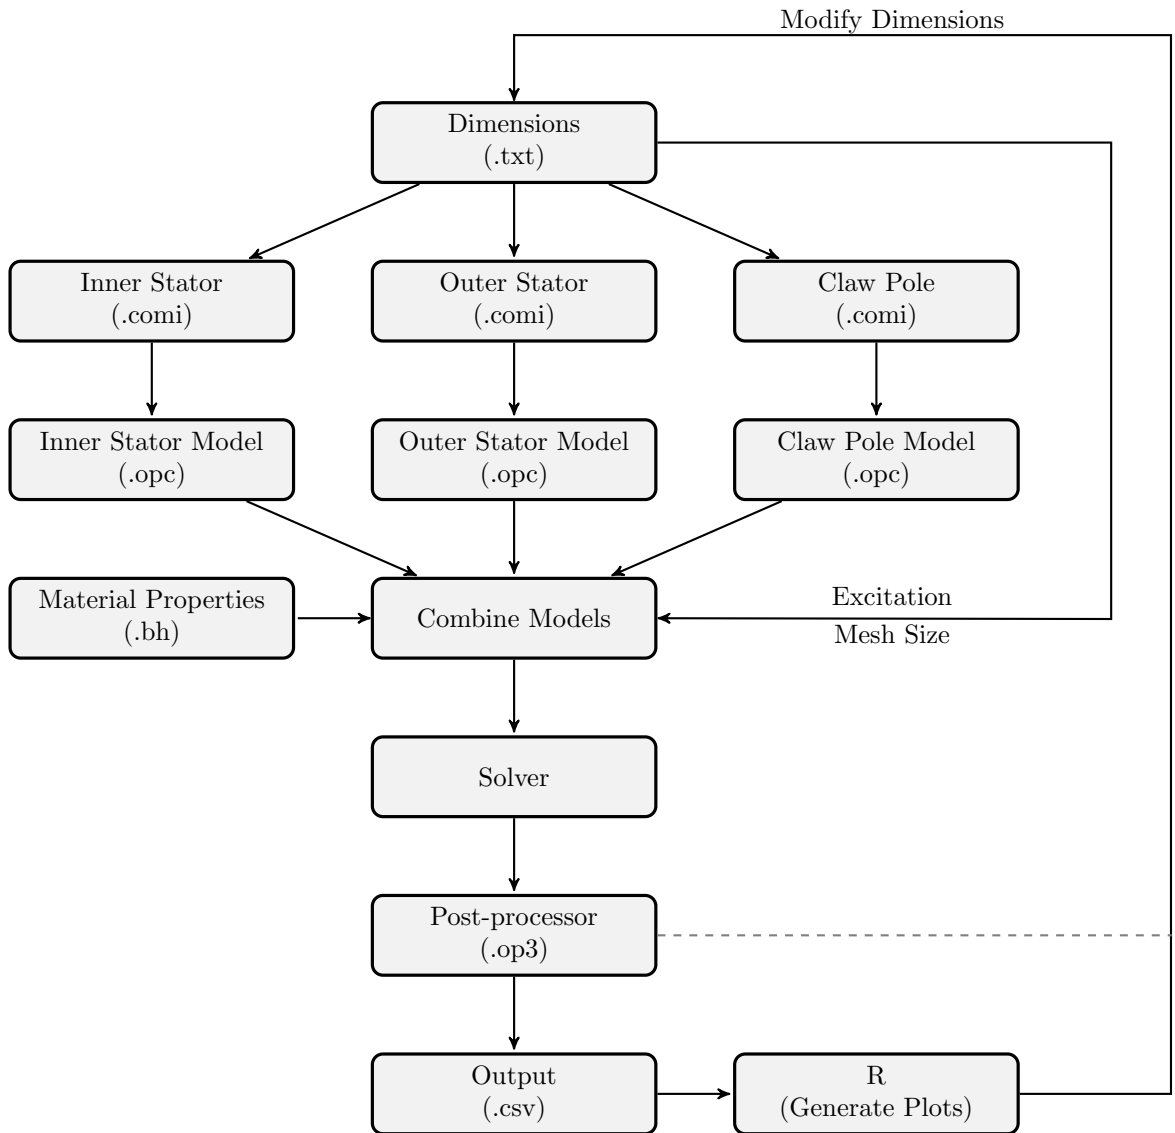 Modify Dimensions
Dimensions
(.txt)
Inner Stator
(.comi)
Outer Stator
(.comi)
Claw Pole
(.comi)
Inner Stator Model
(.opc)
Outer Stator Model
(.opc)
Claw Pole Model
(.opc)
Material Properties
(.bh)
Combine Models
Excitation
Mesh Size
Solver
Post-processor
(.op3)
Output
(.csv)
R
(Generate Plots)